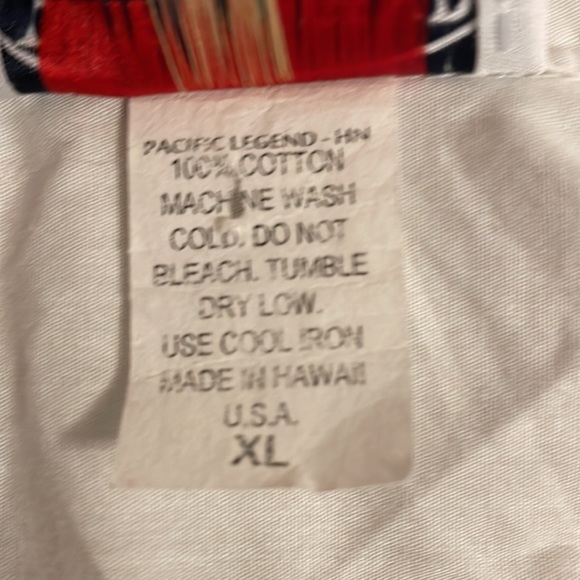 PACIFIC LEGEND - HN
100% COTTON
MACHINE WASH
COLD. DO NOT
BLEACH. TUMBLE
DRY LOW.
USE COOL IRON
MADE IN HAWAII
U.S.A.
XL